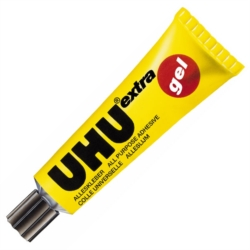 UHU® extra
gel
ALLESKLEBER ALL PURPOSE ADHESIVE
COLLE UNIVERSELLE ALLESLIJM